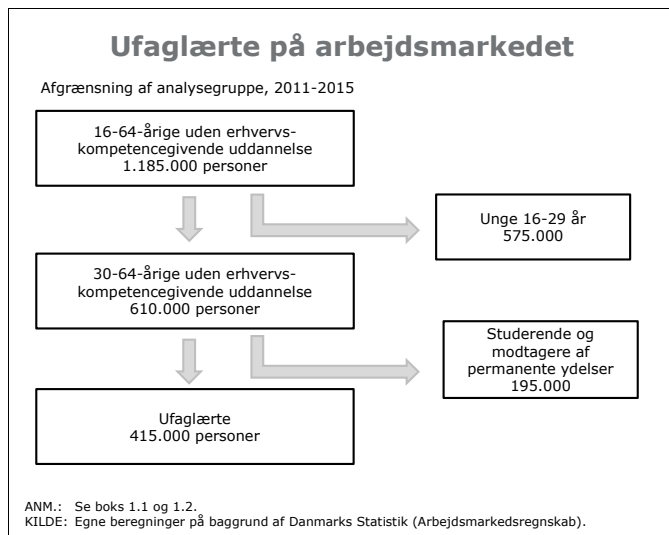 Ufaglærte på arbejdsmarkedet
Afgrænsning af analysegruppe, 2011-2015
16-64-årige uden erhvervs-
kompetencegivende uddannelse
1.185.000 personer
Unge 16-29 år
575.000
30-64-årige uden erhvervs-
kompetencegivende uddannelse
610.000 personer
Studerende og
modtagere af
permanente ydelser
195.000
Ufaglærte
415.000 personer
ANM.: Se boks 1.1 og 1.2.
KILDE: Egne beregninger på baggrund af Danmarks Statistik (Arbejdsmarkedsregnskab).